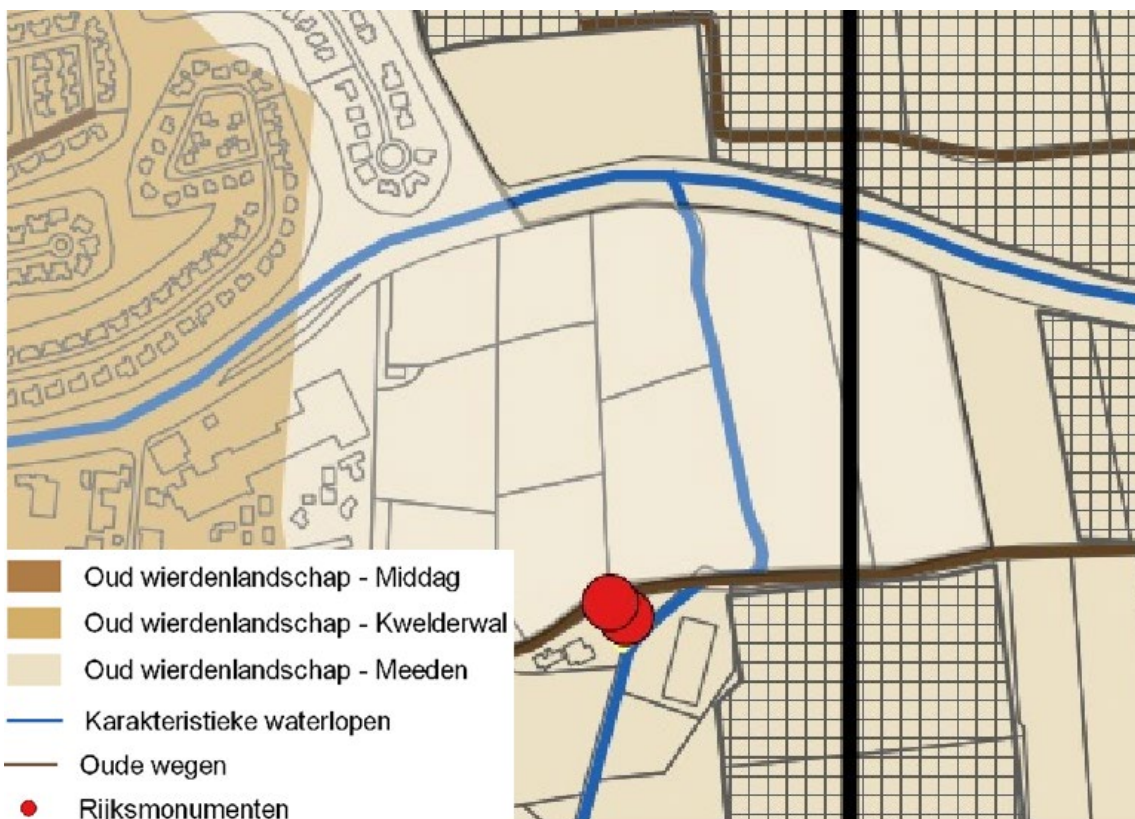 Oud wierdenlandschap - Middag
Oud wierdenlandschap - Kwelderwal
Oud wierdenlandschap - Meeden
Karakteristieke waterlopen
Oude wegen
Rijksmonumenten